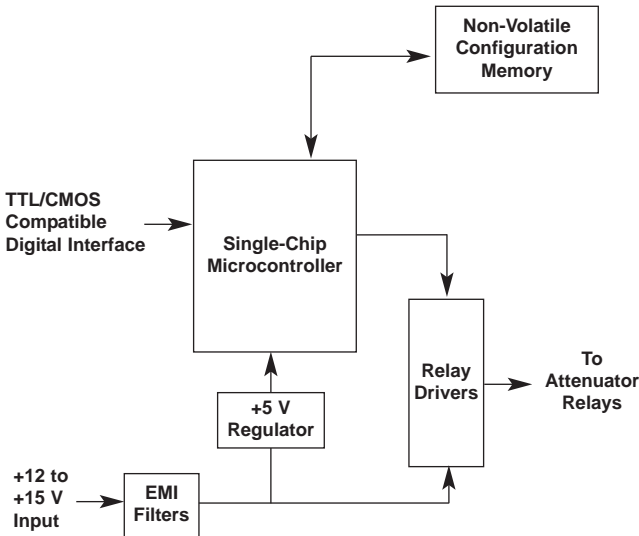 Non-Volatile
Configuration
Memory
TTL/CMOS
Compatible
Digital Interface
Single-Chip
Microcontroller
Relay
Drivers
To
Attenuator
Relays
+5 V
Regulator
+12 to
+15 V
Input
EMI
Filters